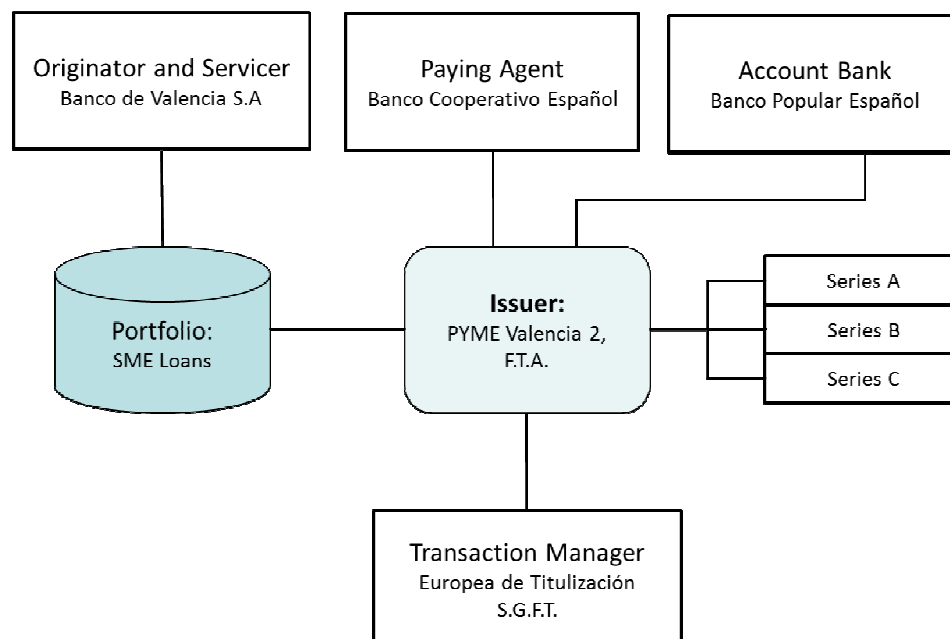 Originator and Servicer
Banco de Valencia S.A
Paying Agent
Banco Cooperativo Español
Account Bank
Banco Popular Español
Portfolio:
SME Loans
Issuer:
PYME Valencia 2,
F.T.A.
Series A
Series B
Series C
Transaction Manager
Europea de Titulización
S.G.F.T.